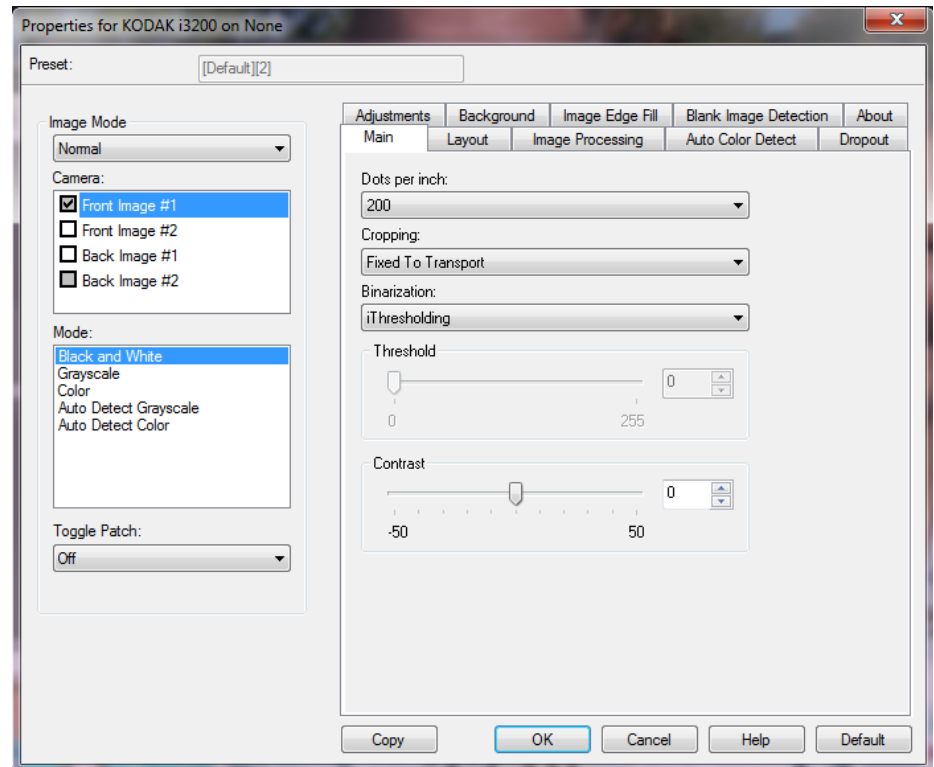 Properties for KODAK i3200 on None
Preset:
[Default][2]
Image Mode
Normal
Camera:
Front Image #1
Front Image #2
Back Image #1
Back Image #2
Mode:
Black and White
Grayscale
Color
Auto Detect Grayscale
Auto Detect Color
Toggle Patch:
Off
Adjustments Background Image Edge Fill Blank Image Detection About
Main Layout Image Processing Auto Color Detect Dropout
Dots per inch:
200
Cropping:
Fixed To Transport
Binarization:
iThresholding
Threshold
0
0 255
Contrast
0
-50 50
Copy OK Cancel Help Default